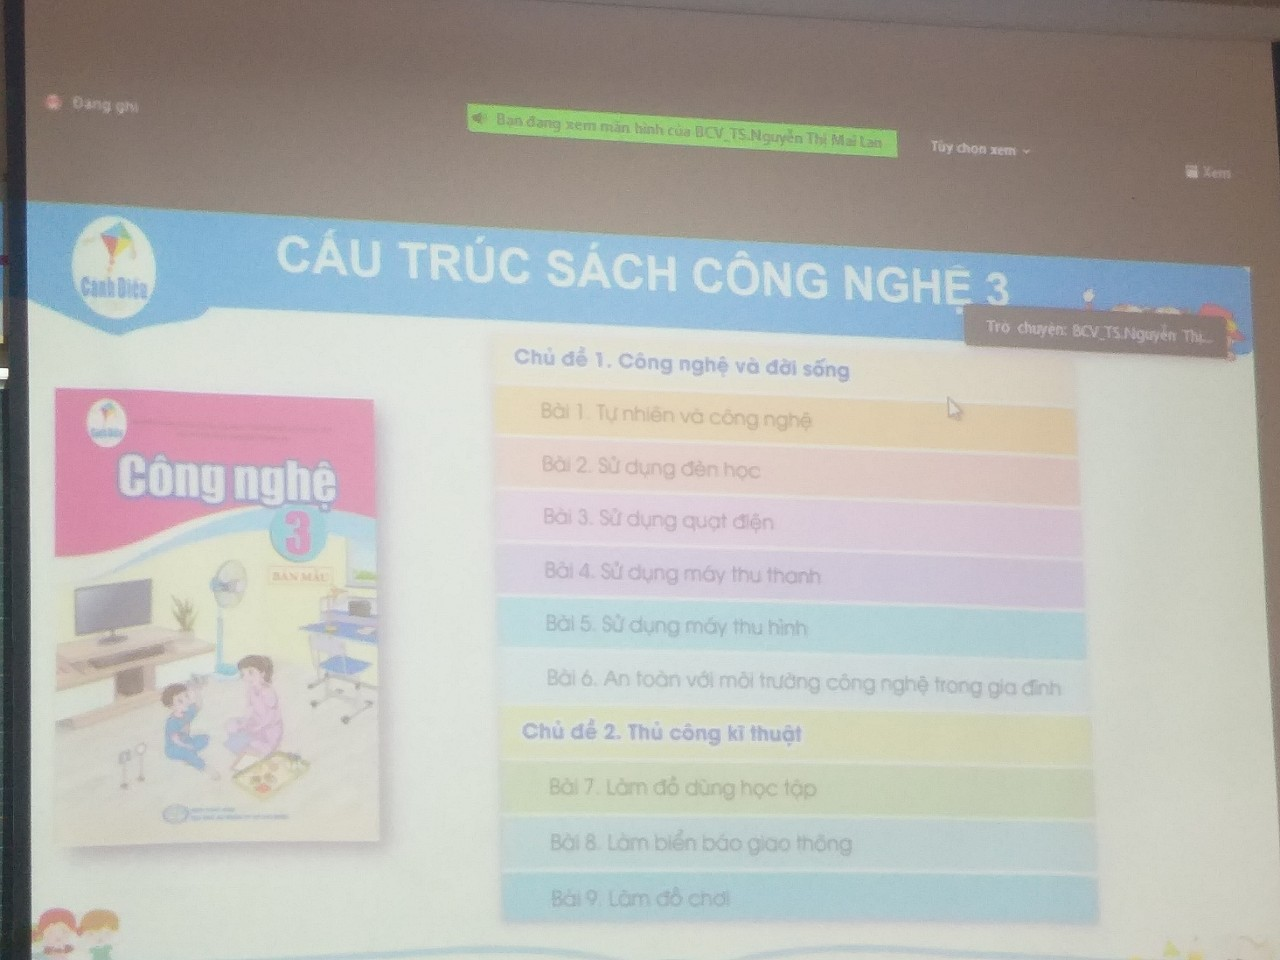 Đang ghi
Bạn đang xem màn hình của BCV_TS.Nguyễn Thị Mai Lan
Tùy chọn xem
Xem
Cánh Diều
CẤU TRÚC SÁCH CÔNG NGHỆ 3
Trò chuyện: BCV_TS.Nguyễn Thị...
Chủ đề 1. Công nghệ và đời sống
Bài 1. Tự nhiên và công nghệ
Bài 2. Sử dụng đèn học
Bài 3. Sử dụng quạt điện
Bài 4. Sử dụng máy thu thanh
Bài 5. Sử dụng máy thu hình
Bài 6. An toàn với môi trường công nghệ trong gia đình
Chủ đề 2. Thủ công kĩ thuật
Bài 7. Làm đồ dùng học tập
Bài 8. Làm biển báo giao thông
Bài 9. Làm đồ chơi
Cánh Diều
Công nghệ
3
BẢN MẪU